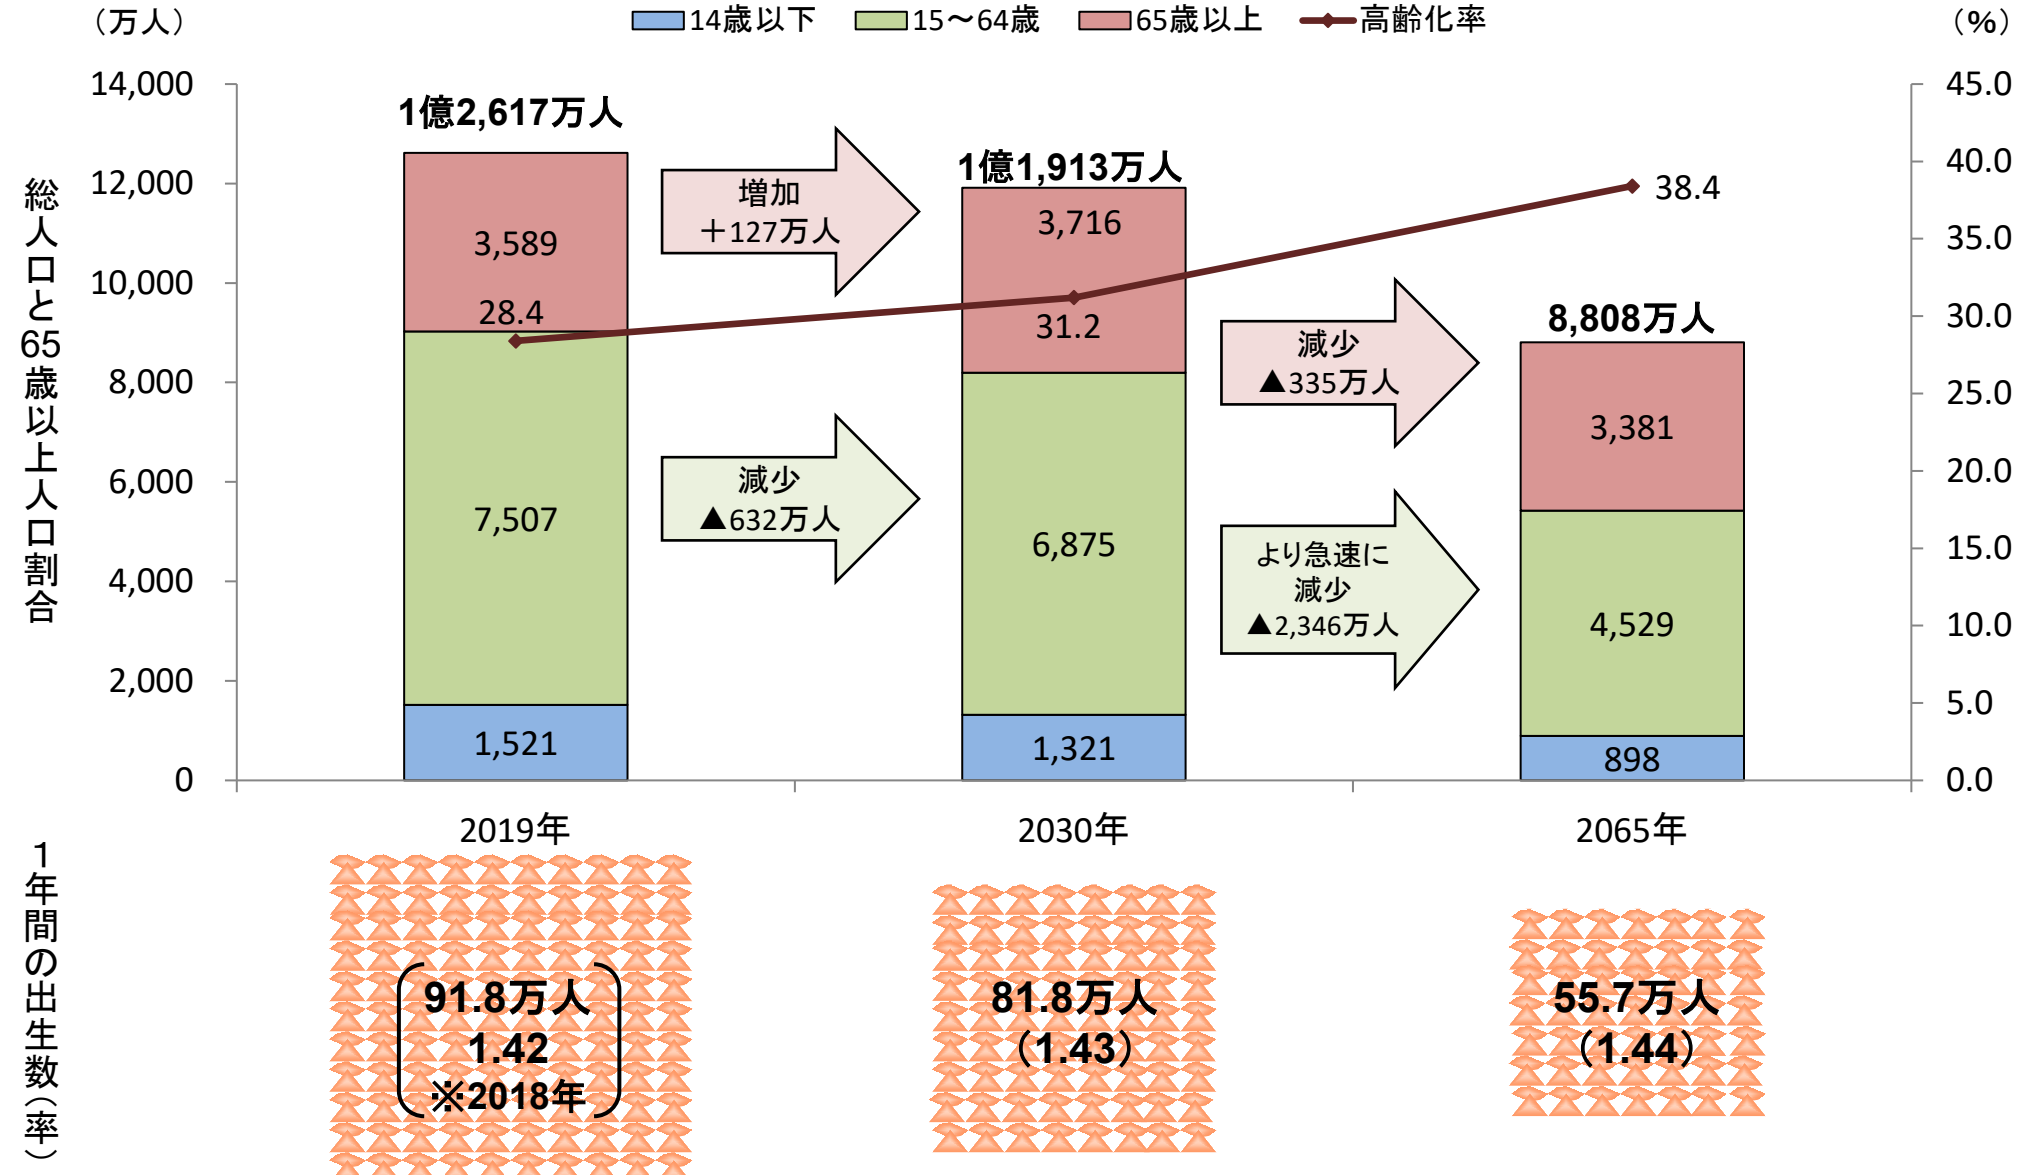 （万人）
14歳以下 15～64歳 65歳以上 高齢化率
（%）
総人口と65歳以上人口割合
14,000
12,000
10,000
8,000
6,000
4,000
2,000
0
45.0
40.0
35.0
30.0
25.0
20.0
15.0
10.0
5.0
0.0
1億2,617万人
3,589
28.4
7,507
1,521
増加
＋127万人
減少
▲632万人
1億1,913万人
3,716
31.2
6,875
1,321
減少
▲335万人
より急速に
減少
▲2,346万人
38.4
8,808万人
3,381
4,529
898
2019年 2030年 2065年
１年間の出生数（率）
91.8万人
1.42
※2018年
81.8万人
（1.43）
55.7万人
（1.44）